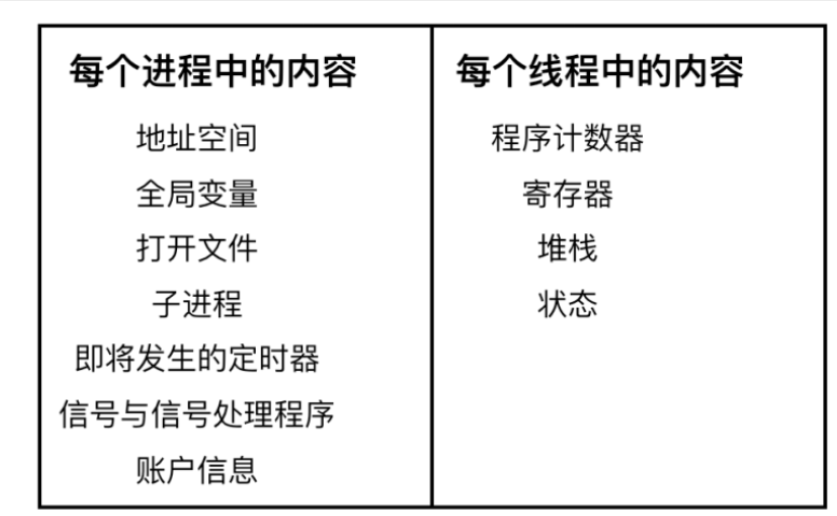 每个进程中的内容
地址空间
全局变量
打开文件
子进程
即将发生的定时器
信号与信号处理程序
账户信息
每个线程中的内容
程序计数器
寄存器
堆栈
状态